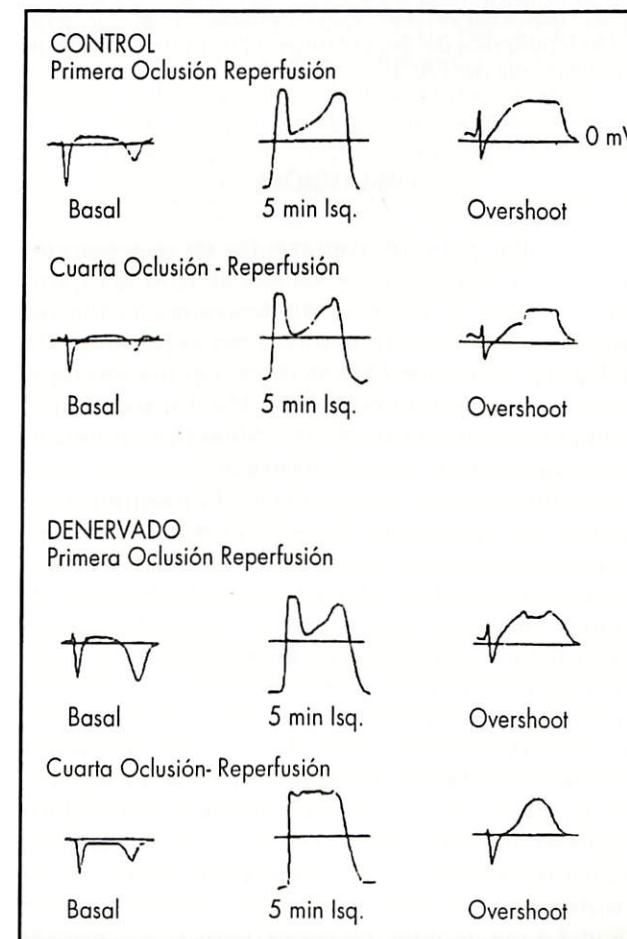 CONTROL
Primera Oclusión Reperfusión
0 mV
Basal 5 min Isq. Overshoot
Cuarta Oclusión - Reperfusión
Basal 5 min Isq. Overshoot
DENERVADO
Primera Oclusión Reperfusión
Basal 5 min Isq. Overshoot
Cuarta Oclusión- Reperfusión
Basal 5 min Isq. Overshoot